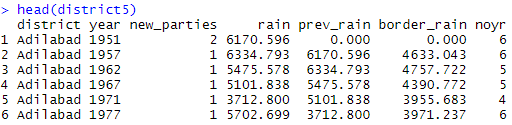 > head(district5)
district year new_parties rain prev_rain border_rain noyr
1 Adilabad 1951 2 6170.596 0.000 0.000 6
2 Adilabad 1957 1 6334.793 6170.596 4633.043 6
3 Adilabad 1962 1 5475.578 6334.793 4757.722 5
4 Adilabad 1967 1 5101.838 5475.578 4390.772 5
5 Adilabad 1971 1 3712.800 5101.838 3955.683 4
6 Adilabad 1977 1 5702.699 3712.800 3971.237 6